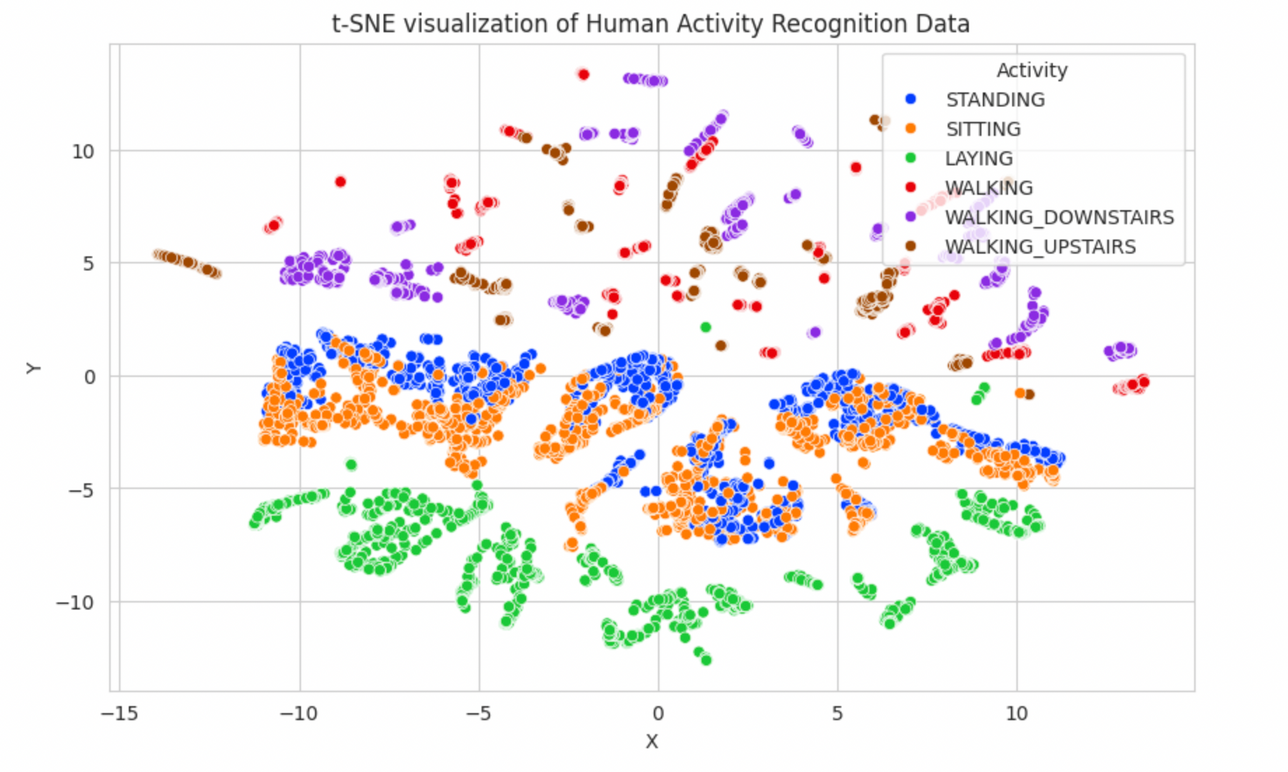 t-SNE visualization of Human Activity Recognition Data
Activity
STANDING
SITTING
LAYING
WALKING
WALKING_DOWNSTAIRS
WALKING_UPSTAIRS
10
5
0
−5
−10
Y
−15
−10
−5
0
5
10
X